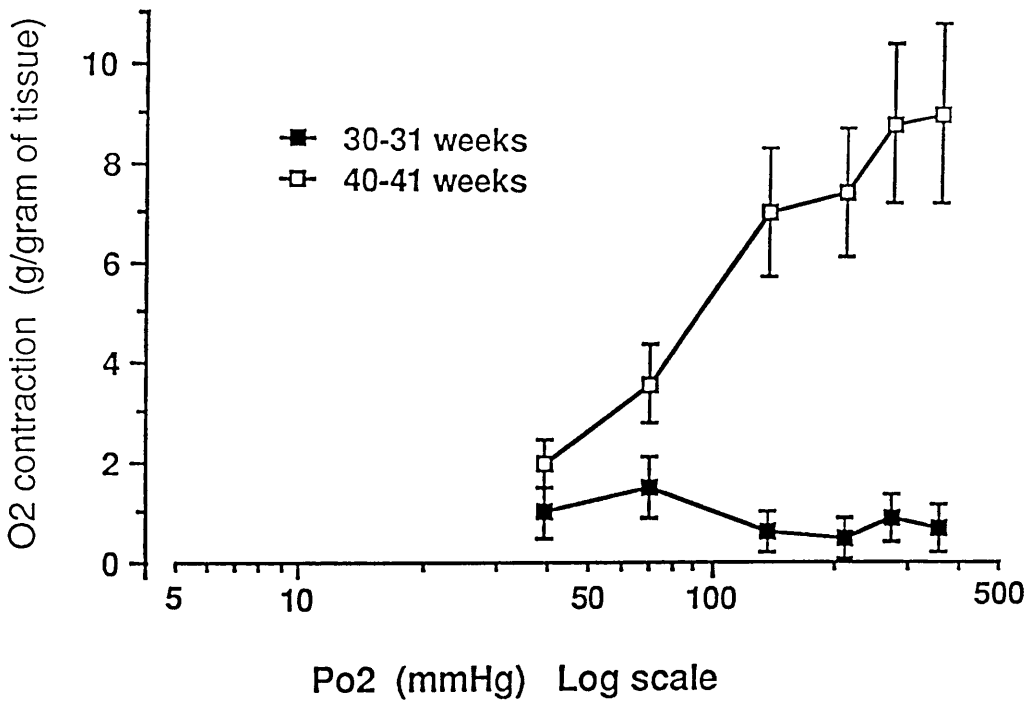 O2 contraction (g/gram of tissue)
10
8
6
4
2
0
30-31 weeks
40-41 weeks
5
10
50
100
500
Po2 (mmHg) Log scale